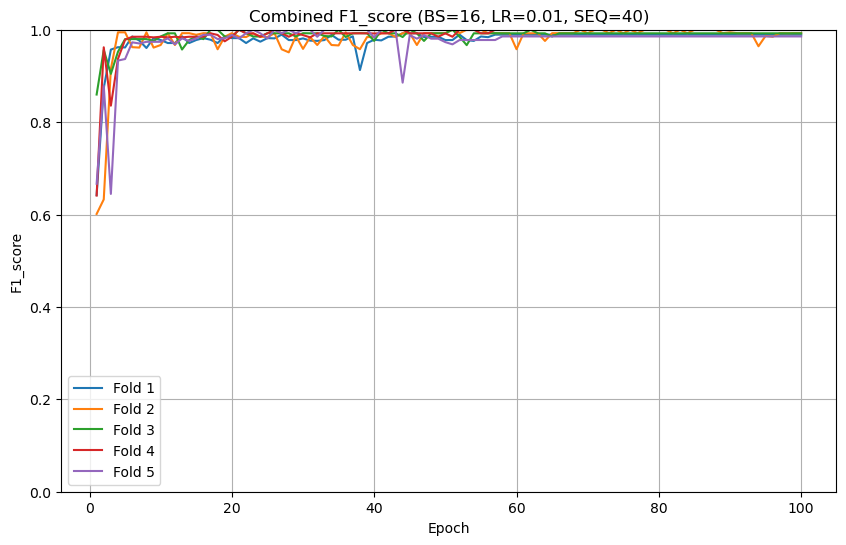 Combined F1_score (BS=16, LR=0.01, SEQ=40)
F1_score
1.0
0.8
0.6
0.4
0.2
0.0
Fold 1
Fold 2
Fold 3
Fold 4
Fold 5
0 20 40 60 80 100
Epoch